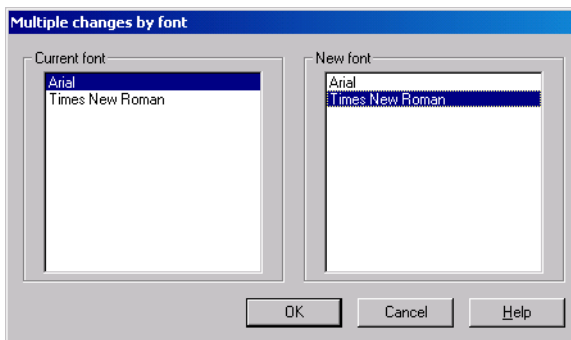 Multiple changes by font
Current font
Arial
Times New Roman
New font
Arial
Times New Roman
OK
Cancel
Help